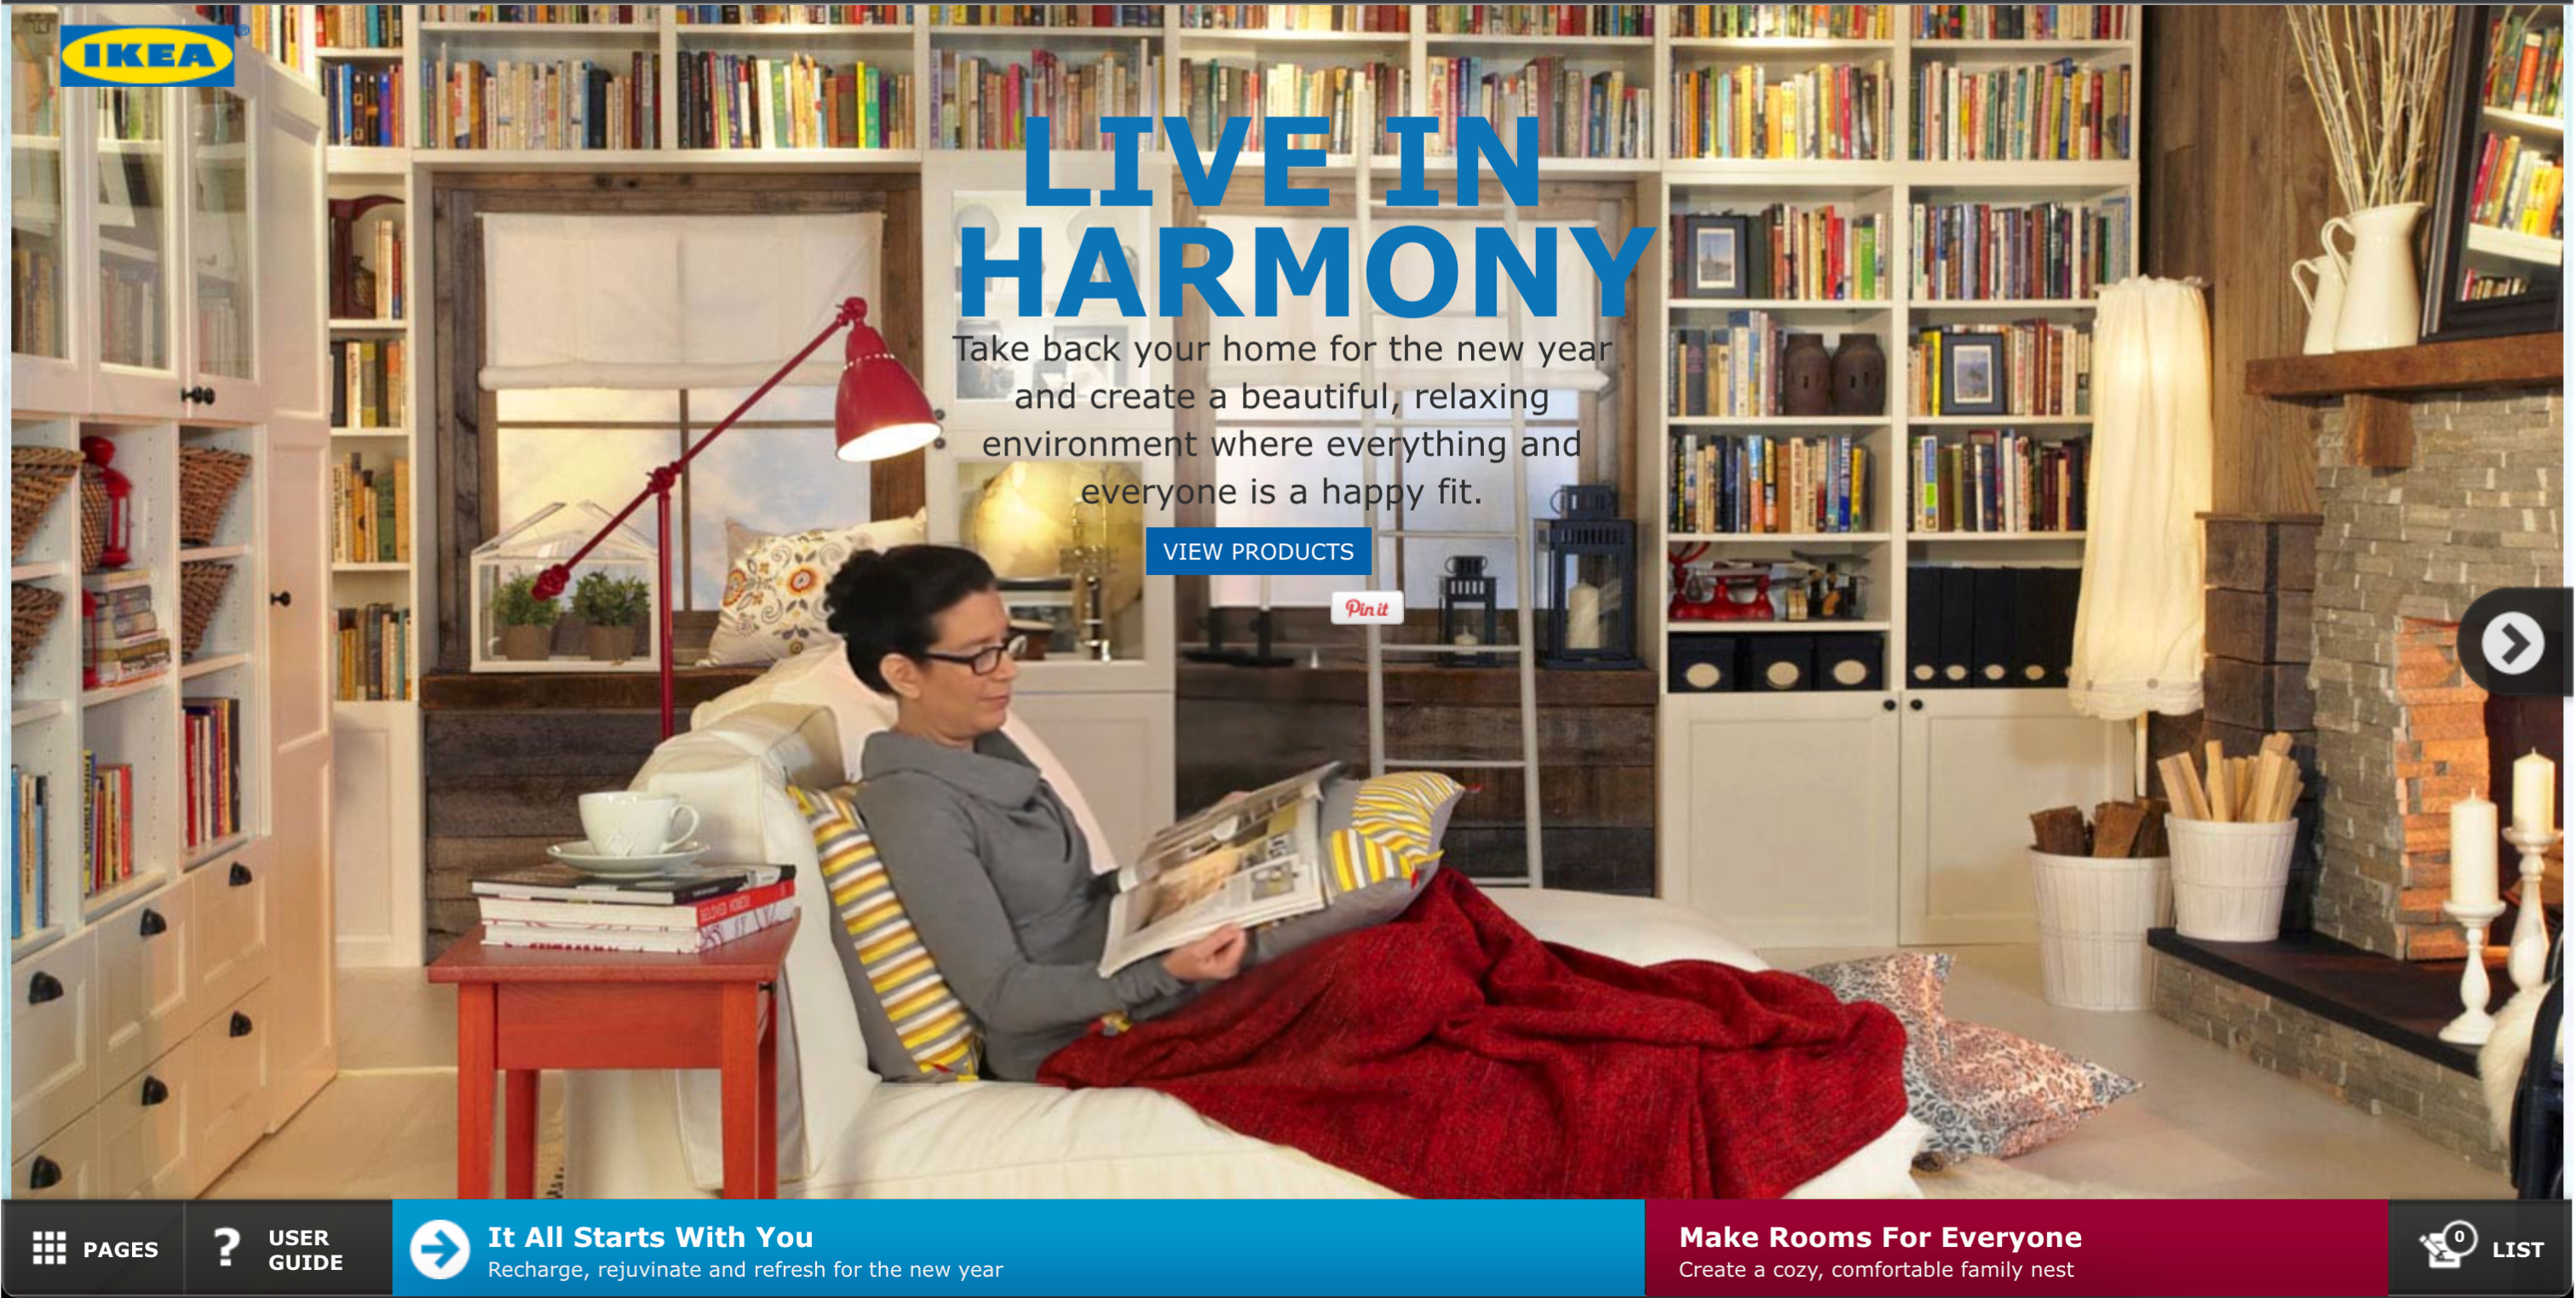 IKEA
®
LIVE IN
HARMONY
Take back your home for the new year
and create a beautiful, relaxing
environment where everything and
everyone is a happy fit.
VIEW PRODUCTS
Pin it
BELOVED HOMES
PAGES
?
USER
GUIDE
It All Starts With You
Recharge, rejuvinate and refresh for the new year
Make Rooms For Everyone
Create a cozy, comfortable family nest
0
LIST